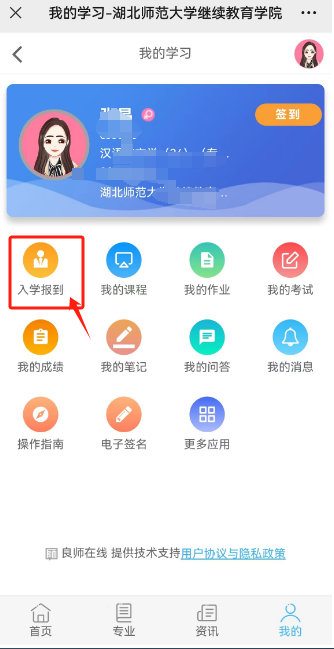 我的学习-湖北师范大学继续教育学院
我的学习
签到
汉
湖北师范大
入学报到
我的课程
我的作业
我的考试
我的成绩
我的笔记
我的问答
我的消息
操作指南
电子签名
更多应用
良师在线 提供技术支持用户协议与隐私政策
首页
专业
资讯
我的